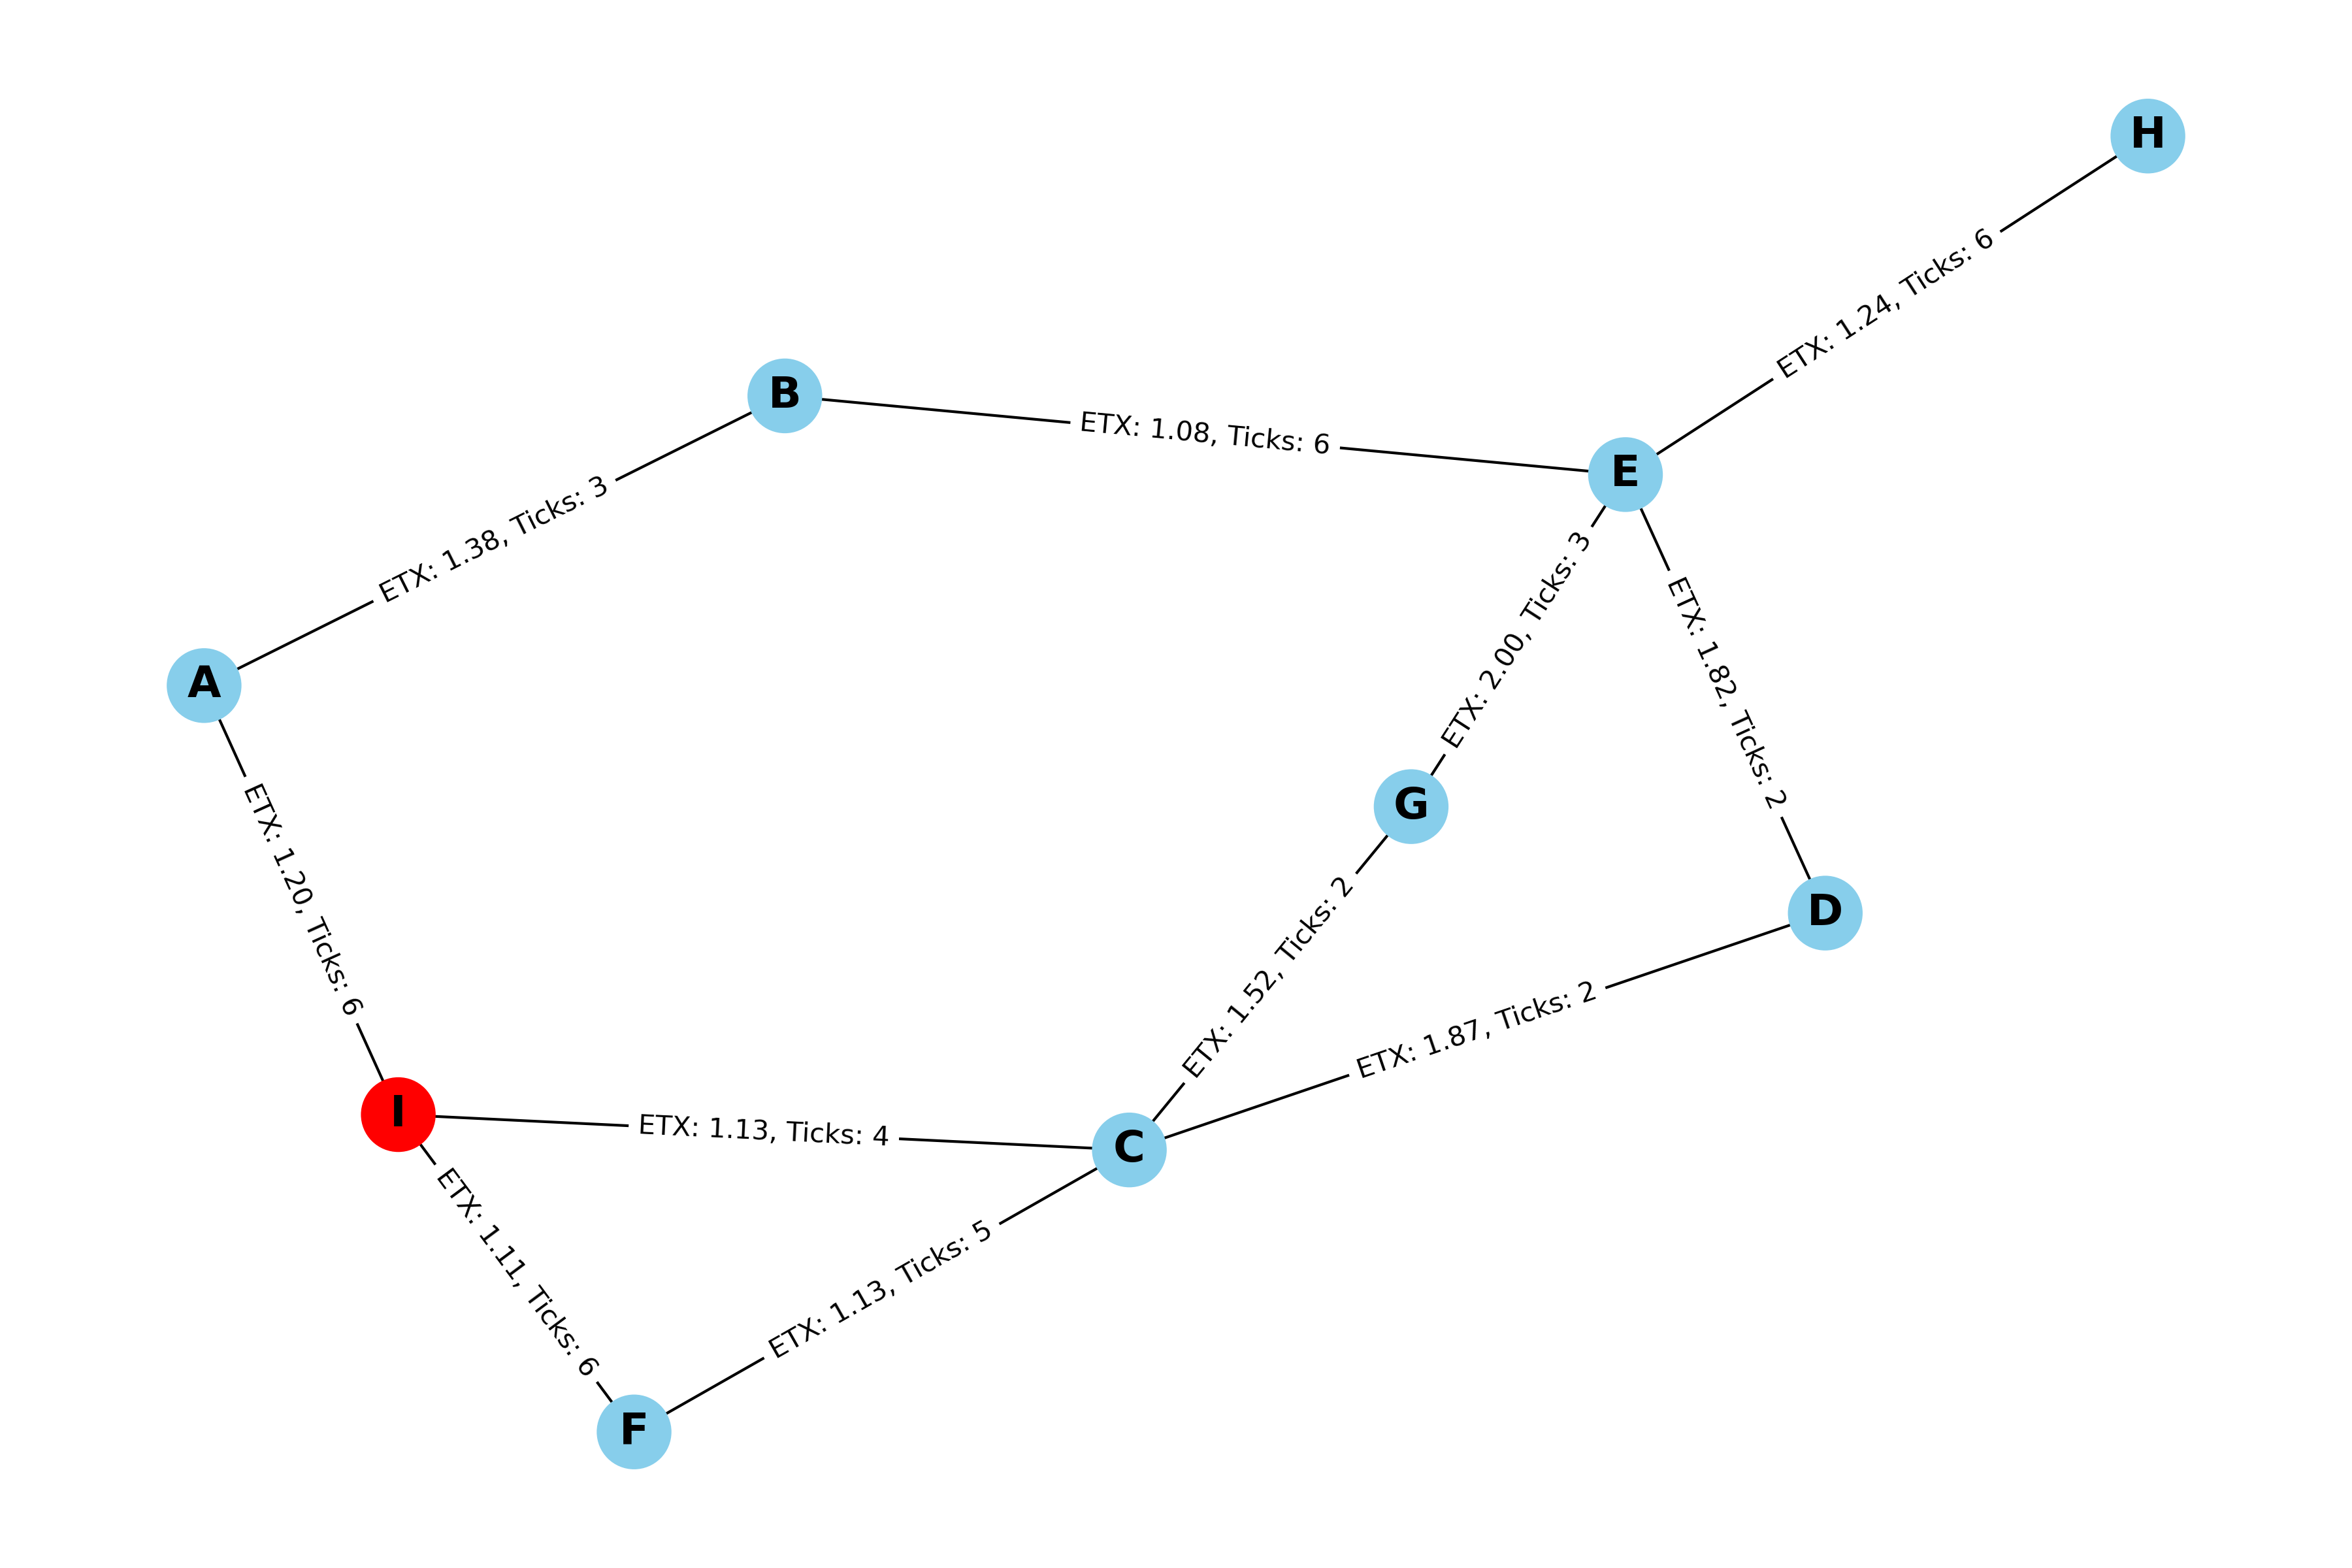 H
ETX: 1.24, Ticks: 6
B
ETX: 1.08, Ticks: 6
E
ETX: 1.38, Ticks: 3
ETX: 2.00, Ticks: 3
ETX: 1.82, Ticks: 2
A
G
ETX: 1.20, Ticks: 6
D
ETX: 1.52, Ticks: 2
ETX: 1.87, Ticks: 2
I
ETX: 1.13, Ticks: 4
C
ETX: 1.11, Ticks: 6
ETX: 1.13, Ticks: 5
F